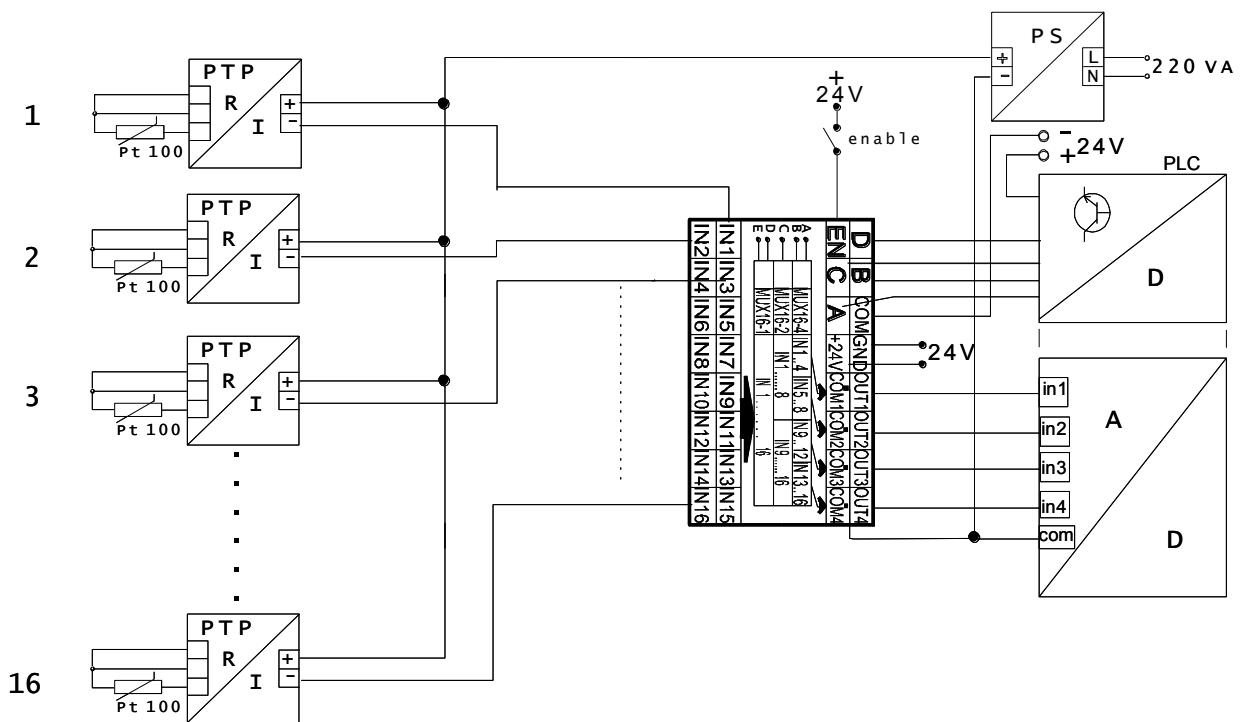 1
PTP
R
I
+
−
Pt 100
2
PTP
R
I
+
−
Pt 100
3
PTP
R
I
+
−
Pt 100
16
PTP
R
I
+
−
Pt 100
PS
+
−
L
N
220 VA
+
24V
enable
−
+ 24V
PLC
D
IN2 IN4 IN6 IN8 IN10 IN12 IN14 IN16
IN1 IN3 IN5 IN7 IN9 IN11 IN13 IN15
A
B
C
D
E
MUX16-4 IN1..4 IN5..8 IN9..12 IN13..16
MUX16-2 IN1....8 IN9....16
MUX16-1 IN 1........16
EN C A +24V COM1 COM2 COM3 COM4
D B COM GND OUT1 OUT2 OUT3 OUT4
24V
in1
in2
in3
in4
com
A
D